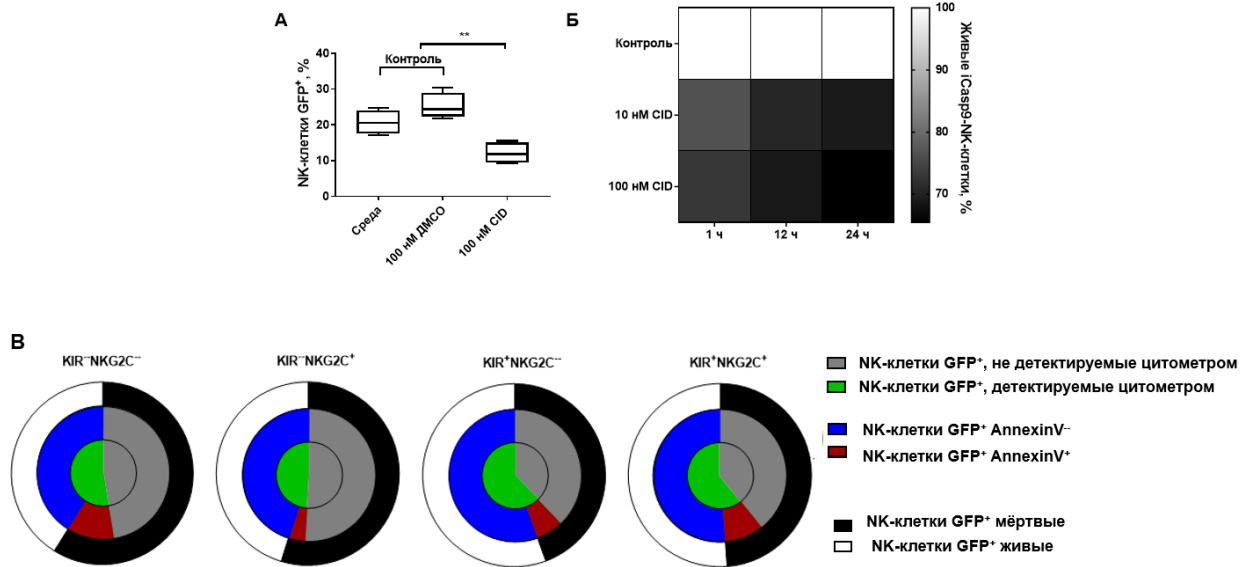 А
**
Контроль
NK-клетки GFP⁺, %
40
30
20
10
0
Среда
100 нМ ДМСО
100 нМ CID
Б
Контроль
10 нМ CID
100 нМ CID
1 ч
12 ч
24 ч
100
90
80
70
Живые iCasp9-NK-клетки, %
В
KIR⁻NKG2C⁻
KIR⁻NKG2C⁺
KIR⁺NKG2C⁻
KIR⁺NKG2C⁺
NK-клетки GFP⁺, не детектируемые цитометром
NK-клетки GFP⁺, детектируемые цитометром
NK-клетки GFP⁺ AnnexinV⁻
NK-клетки GFP⁺ AnnexinV⁺
NK-клетки GFP⁺ мёртвые
NK-клетки GFP⁺ живые